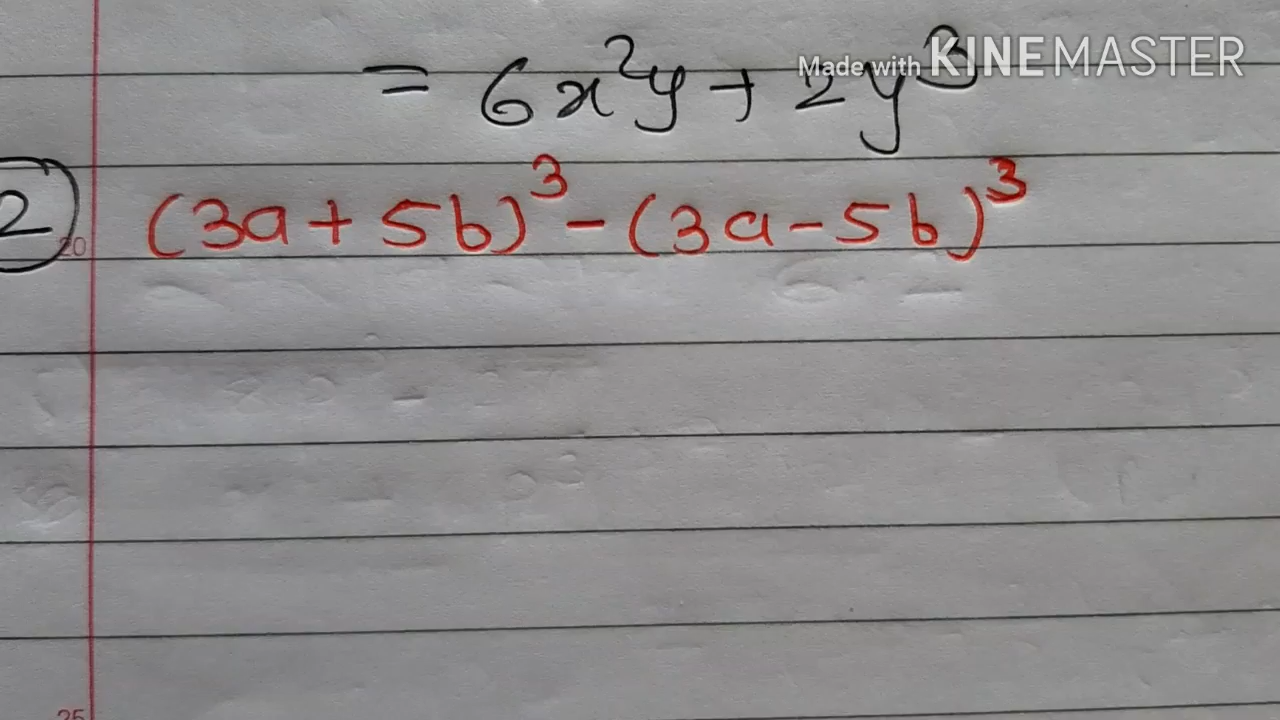 Made with KINEMASTER
= 6x²y + 2y³
2) (3a + 5b)³ - (3a - 5b)³
20
25